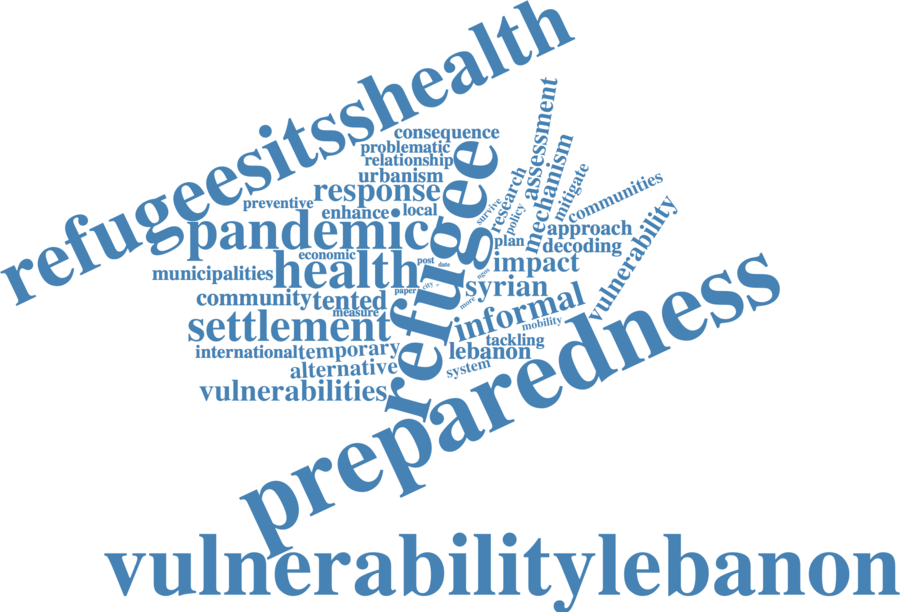 refugeesitsshealth
consequence
problematic
relationship
urbanism
response
preventive
enhance
local
pandemic
economic
post
date
municipalities
health
paper
city
community
tented
measure
settlement
international
temporary
alternative
vulnerabilities
refugee
survive
research
policy
assessment
mechanism
mitigate
communities
plan
approach
decoding
impact
vulnerability
ngos
syrian
more
informal
mobility
tackling
lebanon
system
preparedness
vulnerabilitylebanon